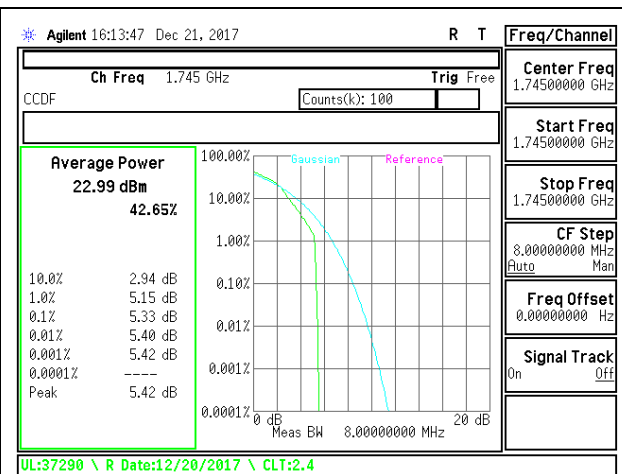 Agilent 16:13:47 Dec 21, 2017 R T
Ch Freq 1.745 GHz Trig Free
CCDF Counts(k): 100
Average Power
22.99 dBm
42.65%
10.0% 2.94 dB
1.0% 5.15 dB
0.1% 5.33 dB
0.01% 5.40 dB
0.001% 5.42 dB
0.0001% ----
Peak 5.42 dB
Gaussian Reference
100.00%
10.00%
1.00%
0.10%
0.01%
0.001%
0.0001%
0 dB 20 dB
Meas BW 8.00000000 MHz
Freq/Channel
Center Freq
1.74500000 GHz
Start Freq
1.74500000 GHz
Stop Freq
1.74500000 GHz
CF Step
8.00000000 MHz
Auto Man
Freq Offset
0.00000000 Hz
Signal Track
On Off
UL:37290 \ R Date:12/20/2017 \ CLT:2.4